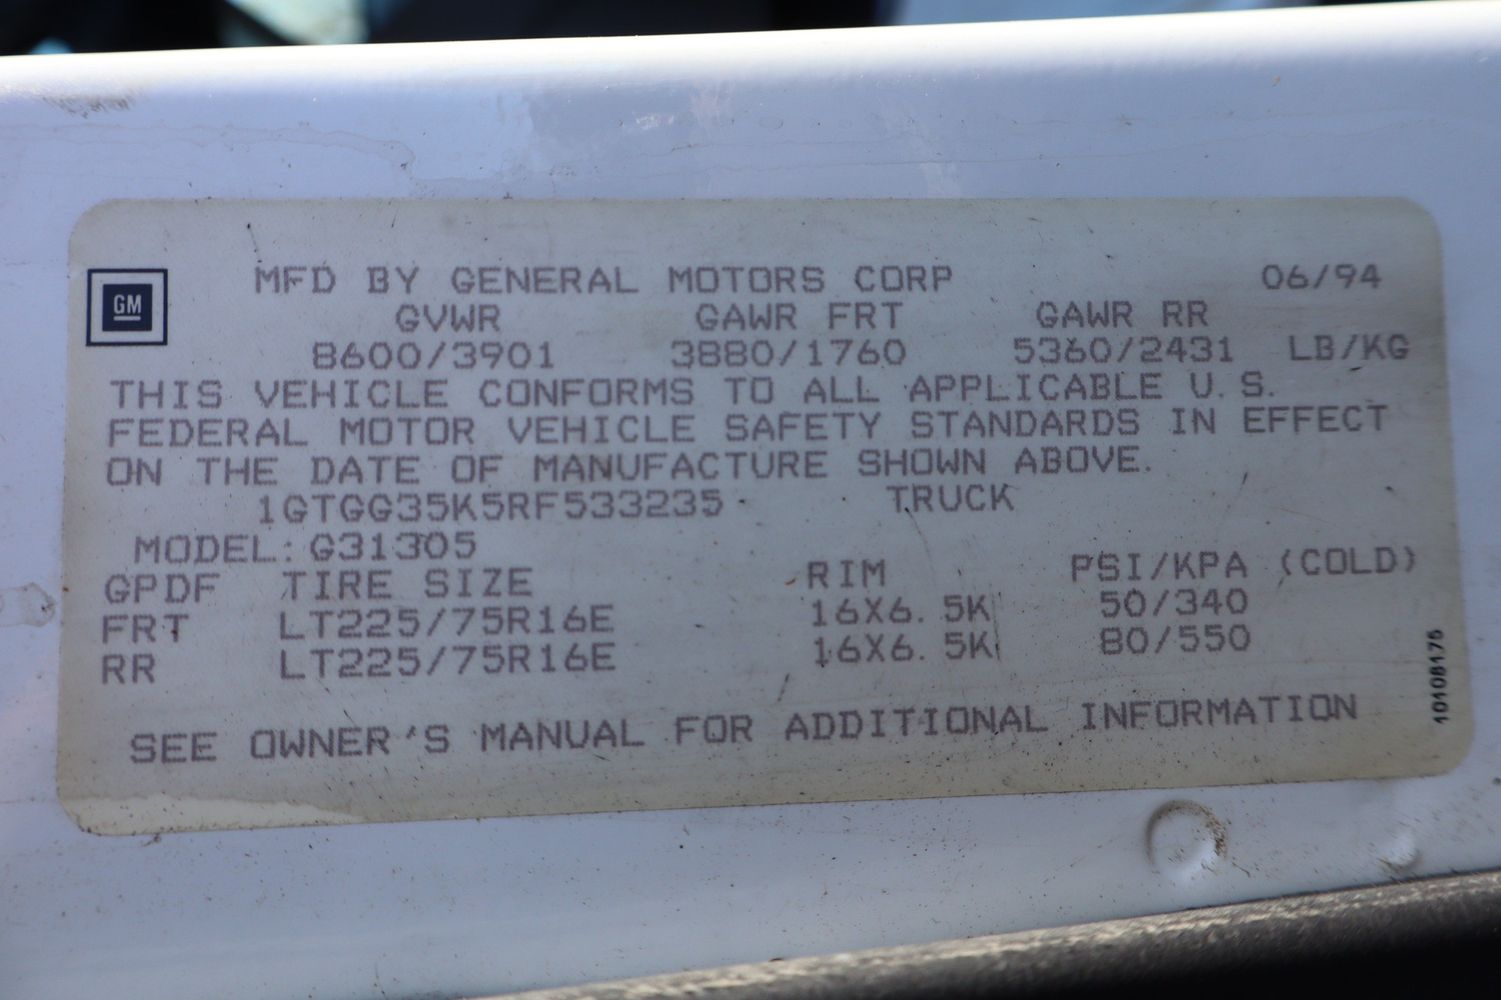 GM
MFD BY GENERAL MOTORS CORP 06/94
GVWR GAWR FRT GAWR RR
8600/3901 3880/1760 5360/2431 LB/KG
THIS VEHICLE CONFORMS TO ALL APPLICABLE U.S.
FEDERAL MOTOR VEHICLE SAFETY STANDARDS IN EFFECT
ON THE DATE OF MANUFACTURE SHOWN ABOVE.
1GTGG35K5RF533235 TRUCK
MODEL: G31305
GPDF TIRE SIZE RIM PSI/KPA (COLD)
FRT LT225/75R16E 16X6.5K 50/340
RR LT225/75R16E 16X6.5K 80/550
SEE OWNER'S MANUAL FOR ADDITIONAL INFORMATION
10108175